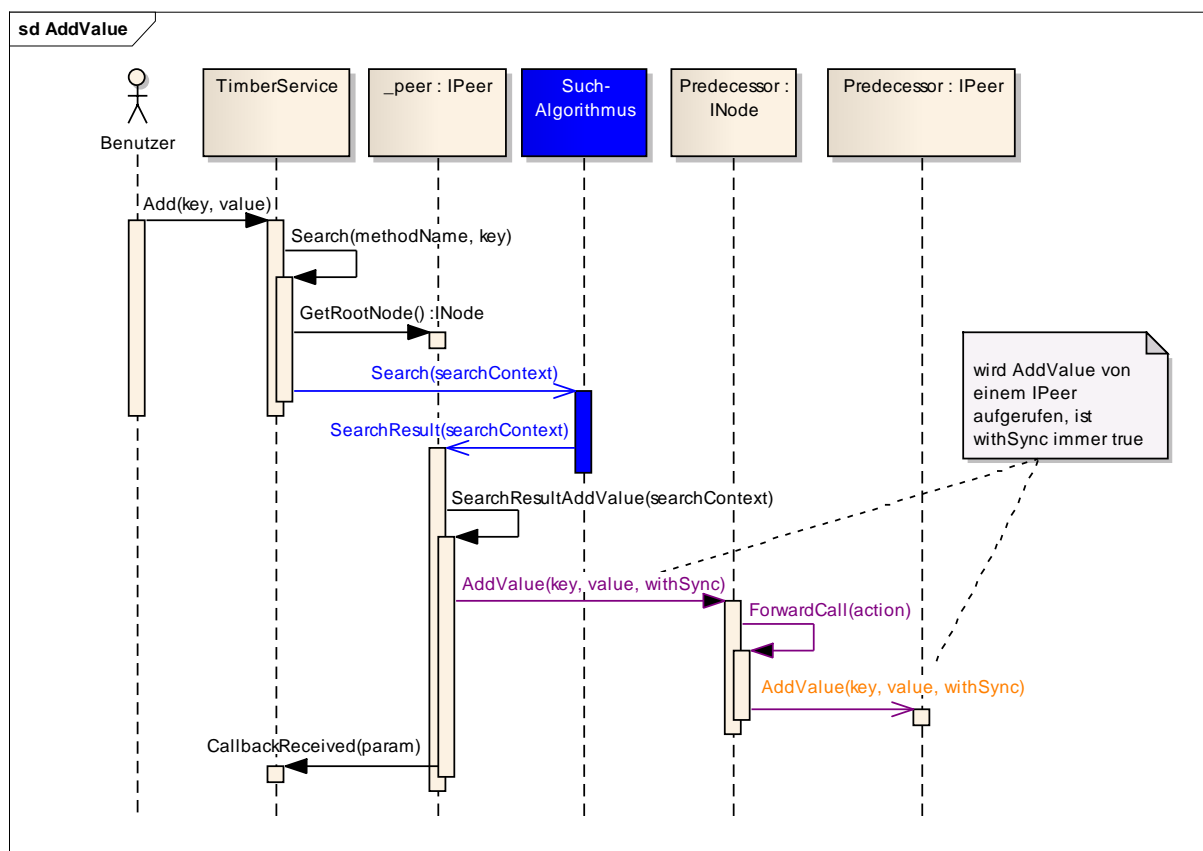 sd AddValue
Benutzer
TimberService
_peer : IPeer
Such-
Algorithmus
Predecessor :
INode
Predecessor : IPeer
Add(key, value)
Search(methodName, key)
GetRootNode() :INode
Search(searchContext)
SearchResult(searchContext)
wird AddValue von
einem IPeer
aufgerufen, ist
withSync immer true
SearchResultAddValue(searchContext)
AddValue(key, value, withSync)
ForwardCall(action)
AddValue(key, value, withSync)
CallbackReceived(param)